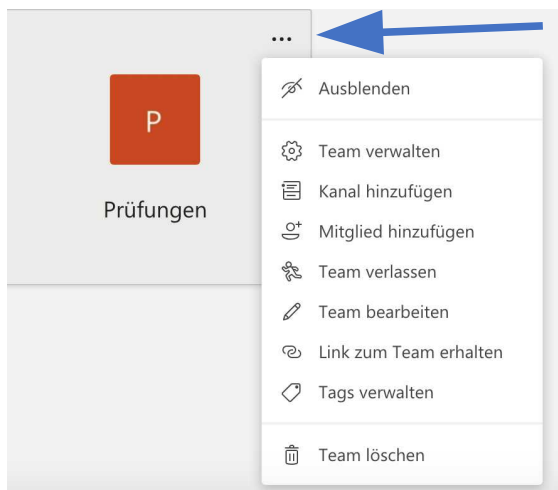 ...
P
Prüfungen
Ausblenden
Team verwalten
Kanal hinzufügen
Mitglied hinzufügen
Team verlassen
Team bearbeiten
Link zum Team erhalten
Tags verwalten
Team löschen